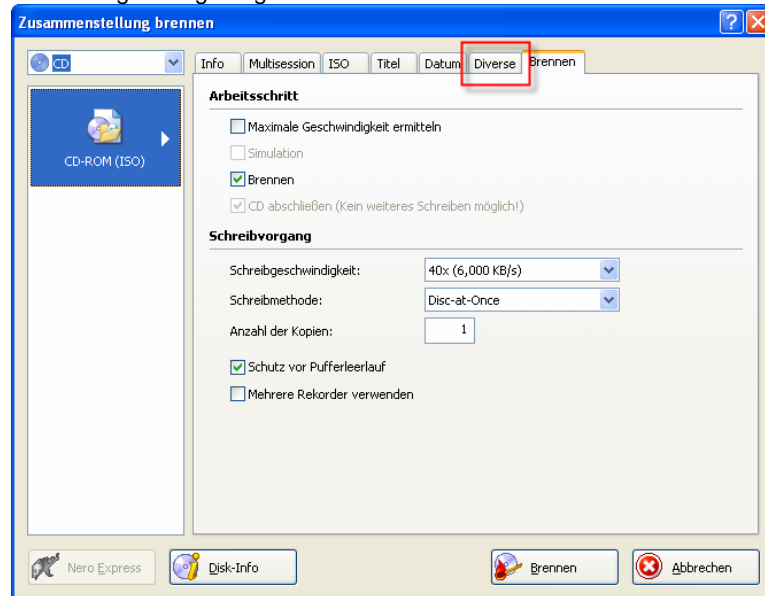 Zusammenstellung brennen
CD
Info Multisession ISO Titel Datum Diverse Brennen
Arbeitsschritt
Maximale Geschwindigkeit ermitteln
CD-ROM (ISO)
Simulation
Brennen
CD abschließen (Kein weiteres Schreiben möglich!)
Schreibvorgang
Schreibgeschwindigkeit: 40x (6,000 KB/s)
Schreibmethode: Disc-at-Once
Anzahl der Kopien: 1
Schutz vor Pufferleerlauf
Mehrere Rekorder verwenden
Nero Express Disk-Info Brennen Abbrechen